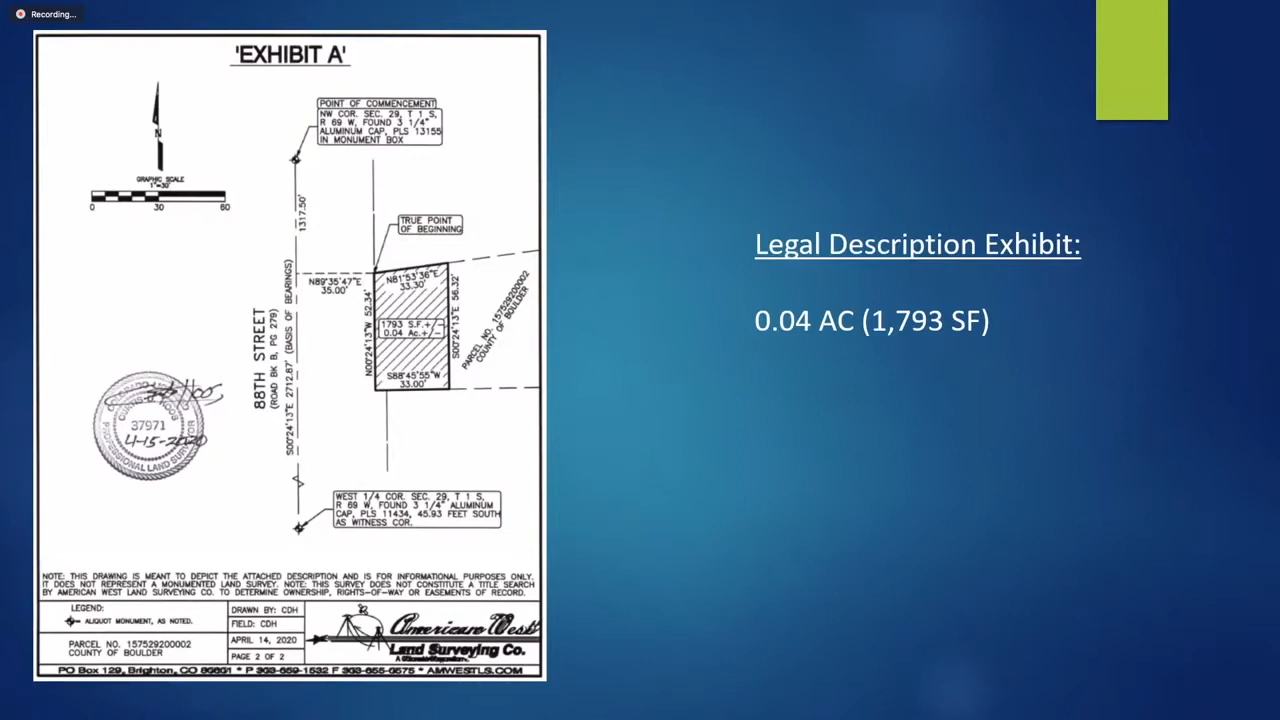 Recording...
'EXHIBIT A'
POINT OF COMMENCEMENT
NW COR. SEC. 29, T 1 S,
R 69 W, FOUND 3 1/4"
ALUMINUM CAP, PLS 13155
IN MONUMENT BOX
N
GRAPHIC SCALE
1"=30'
0 30 60
1317.50'
TRUE POINT
OF BEGINNING
N89°35'47"E
35.00'
N81°53'36"E
33.30'
N00°24'13"W 52.34'
S00°24'13"E 56.32'
1793 S.F.+/-
0.04 Ac.+/-
S88°45'55"W
33.00'
PARCEL NO. 157529200002
COUNTY OF BOULDER
88TH STREET
(ROAD BK B, PG 279)
S00°24'13"E 2712.87' (BASIS OF BEARINGS)
37971
4-15-2020
PROFESSIONAL LAND SURVEYOR
WEST 1/4 COR. SEC. 29, T 1 S,
R 69 W, FOUND 3 1/4" ALUMINUM
CAP, PLS 11434, 45.93 FEET SOUTH
AS WITNESS COR.
NOTE: THIS DRAWING IS MEANT TO DEPICT THE ATTACHED DESCRIPTION AND IS FOR INFORMATIONAL PURPOSES ONLY.
IT DOES NOT REPRESENT A MONUMENTED LAND SURVEY. NOTE: THIS SURVEY DOES NOT CONSTITUTE A TITLE SEARCH
BY AMERICAN WEST LAND SURVEYING CO. TO DETERMINE OWNERSHIP, RIGHTS-OF-WAY OR EASEMENTS OF RECORD.
LEGEND:
ALIQUOT MONUMENT, AS NOTED.
PARCEL NO. 157529200002
COUNTY OF BOULDER
DRAWN BY: CDH
FIELD: CDH
APRIL 14, 2020
PAGE 2 OF 2
American West
Land Surveying Co.
PO Box 129, Brighton, CO 80601 * P 303-659-1532 F 303-655-0575 * AMWESTLS.COM
Legal Description Exhibit:
0.04 AC (1,793 SF)